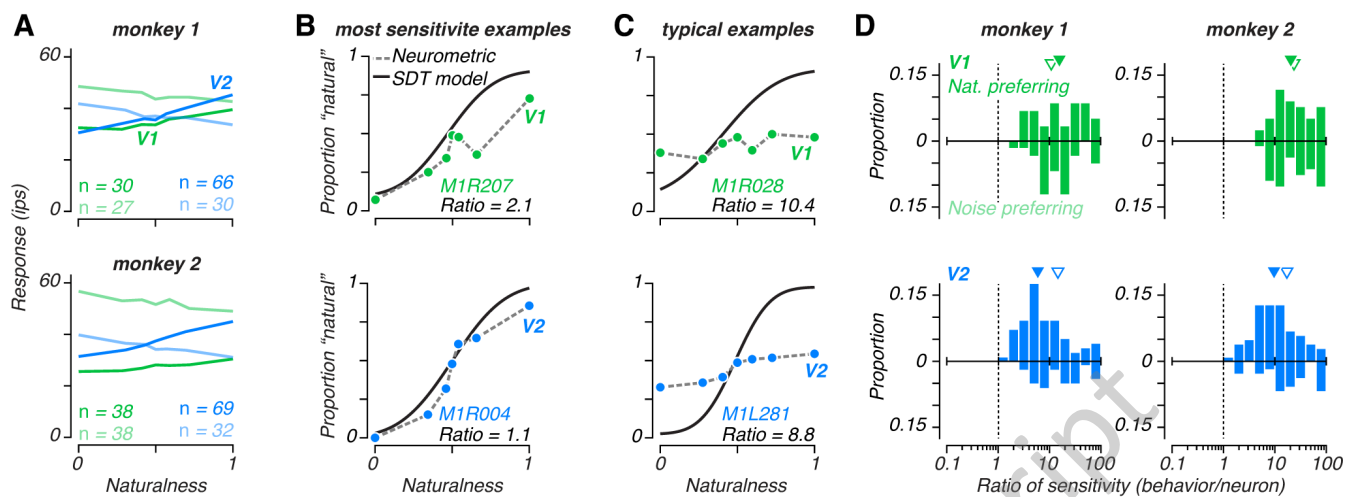 A
monkey 1
60
V2
V1
n = 30
n = 27
n = 66
n = 30
0
Response (ips)
monkey 2
60
n = 38
n = 38
n = 69
n = 32
0
0
1
Naturalness
B
most sensitivite examples
1
Neurometric
SDT model
V1
M1R207
Ratio = 2.1
0
Proportion “natural”
1
V2
M1R004
Ratio = 1.1
0
Proportion “natural”
0
1
Naturalness
C
typical examples
1
V1
M1R028
Ratio = 10.4
0
1
V2
M1L281
Ratio = 8.8
0
0
1
Naturalness
D
monkey 1
monkey 2
V1
Nat. preferring
0.15
0
0.15
Noise preferring
Proportion
0.15
0
0.15
V2
0.15
0
0.15
Proportion
0.15
0
0.15
0.1
1
10
100
0.1
1
10
100
Ratio of sensitivity (behavior/neuron)
ript